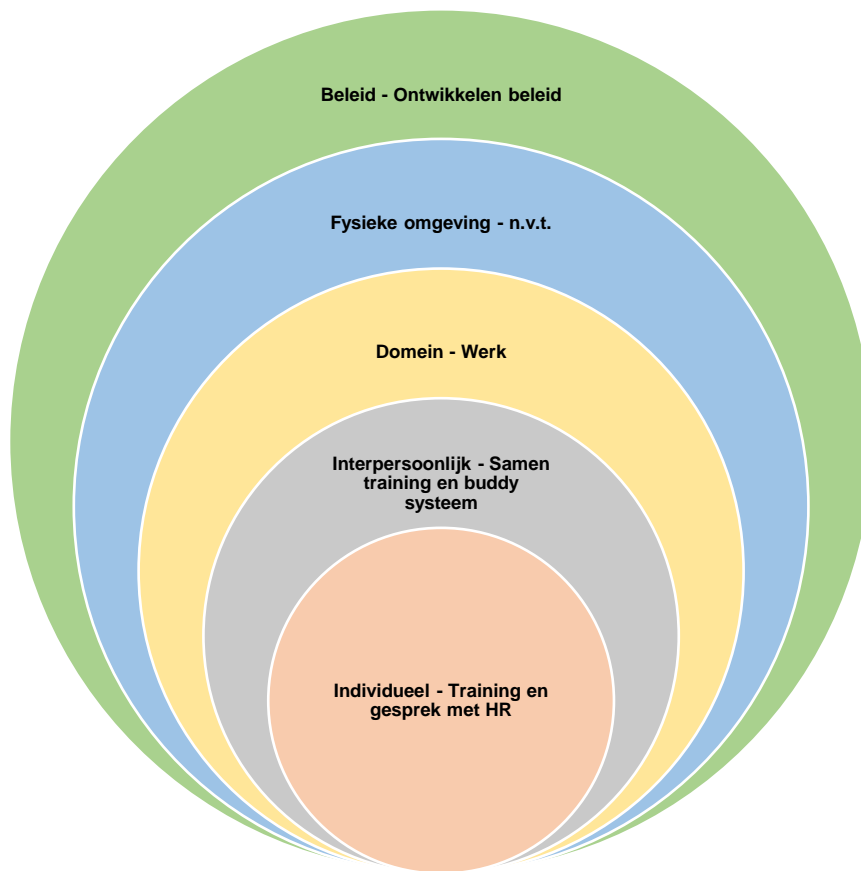 Beleid - Ontwikkelen beleid
Fysieke omgeving - n.v.t.
Domein - Werk
Interpersoonlijk - Samen
training en buddy
systeem
Individueel - Training en
gesprek met HR